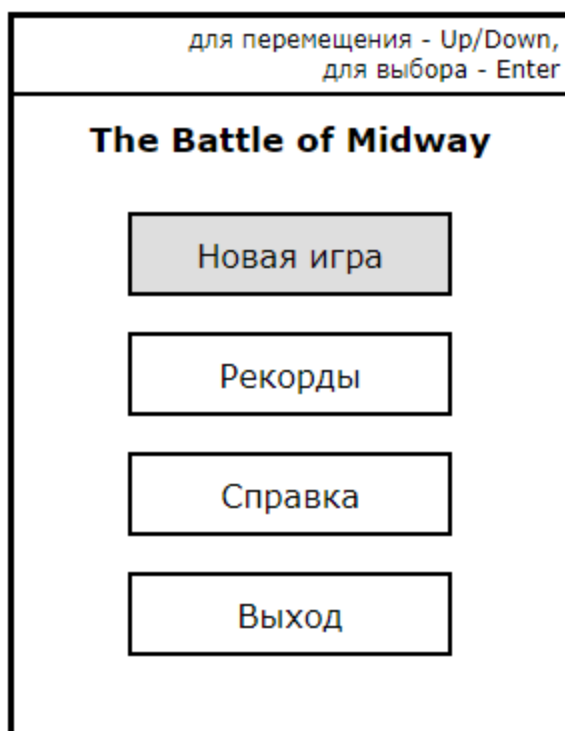 для перемещения - Up/Down,
для выбора - Enter
The Battle of Midway
Новая игра
Рекорды
Справка
Выход